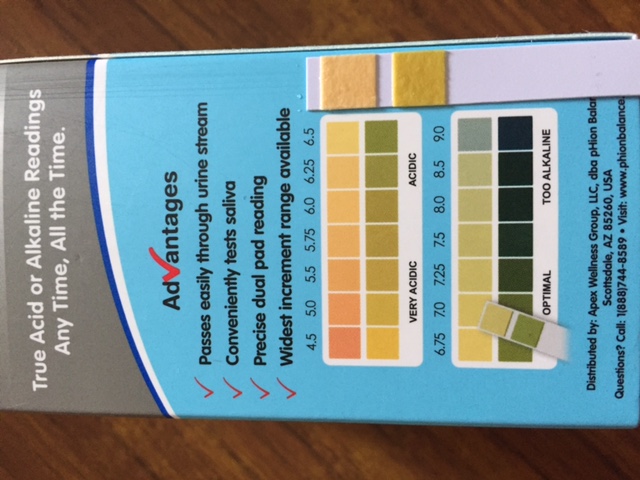 True Acid or Alkaline Readings
Any Time, All the Time.
Advantages
Passes easily through urine stream
Conveniently tests saliva
Precise dual pad reading
Widest increment range available
4.5 5.0 5.5 5.75 6.0 6.25 6.5
VERY ACIDIC ACIDIC
6.75 7.0 7.25 7.5 8.0 8.5 9.0
OPTIMAL TOO ALKALINE
Distributed by: Apex Wellness Group, LLC, dba pHion Balan
Scottsdale, AZ 85260, USA
Questions? Call: 1(888)744-8589 • Visit: www.phionbalance.